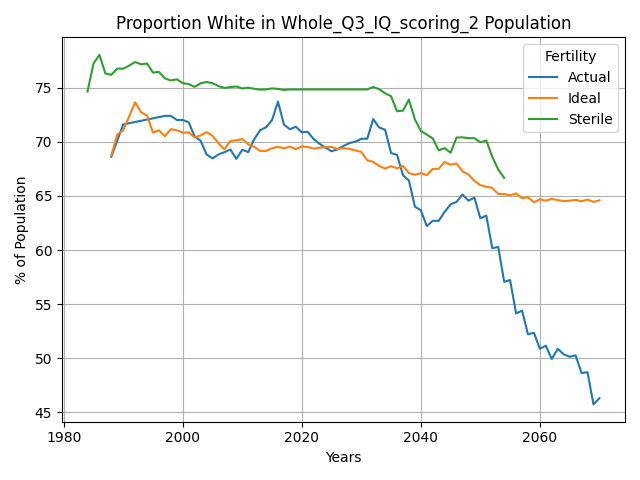 Proportion White in Whole_Q3_IQ_scoring_2 Population
% of Population
75
70
65
60
55
50
45
Fertility
Actual
Ideal
Sterile
1980
2000
2020
2040
2060
Years